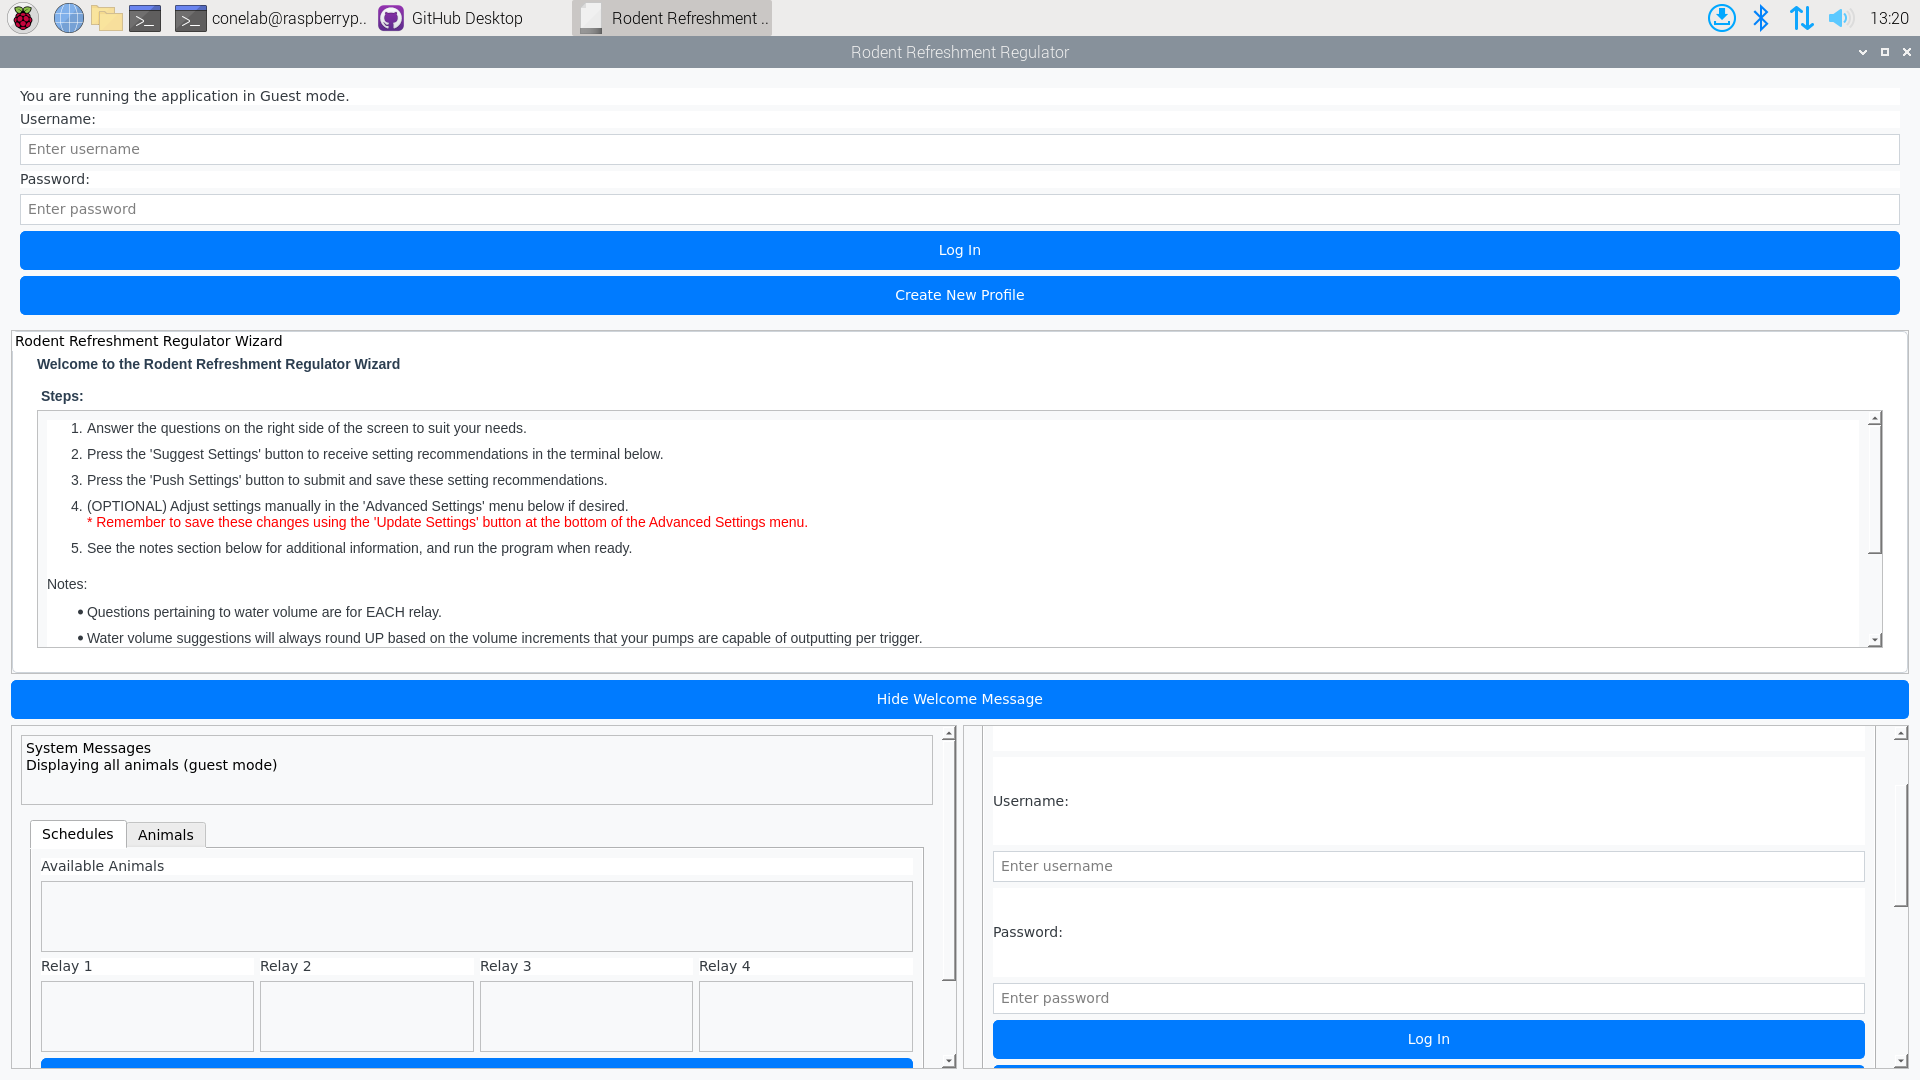 conelab@raspberryp..
GitHub Desktop
Rodent Refreshment ..
13:20
Rodent Refreshment Regulator
You are running the application in Guest mode.
Username:
Enter username
Password:
Enter password
Log In
Create New Profile
Rodent Refreshment Regulator Wizard
Welcome to the Rodent Refreshment Regulator Wizard
Steps:
1. Answer the questions on the right side of the screen to suit your needs.
2. Press the 'Suggest Settings' button to receive setting recommendations in the terminal below.
3. Press the 'Push Settings' button to submit and save these setting recommendations.
4. (OPTIONAL) Adjust settings manually in the 'Advanced Settings' menu below if desired.
* Remember to save these changes using the 'Update Settings' button at the bottom of the Advanced Settings menu.
5. See the notes section below for additional information, and run the program when ready.
Notes:
• Questions pertaining to water volume are for EACH relay.
• Water volume suggestions will always round UP based on the volume increments that your pumps are capable of outputting per trigger.
Hide Welcome Message
System Messages
Displaying all animals (guest mode)
Schedules
Animals
Available Animals
Relay 1
Relay 2
Relay 3
Relay 4
Username:
Enter username
Password:
Enter password
Log In